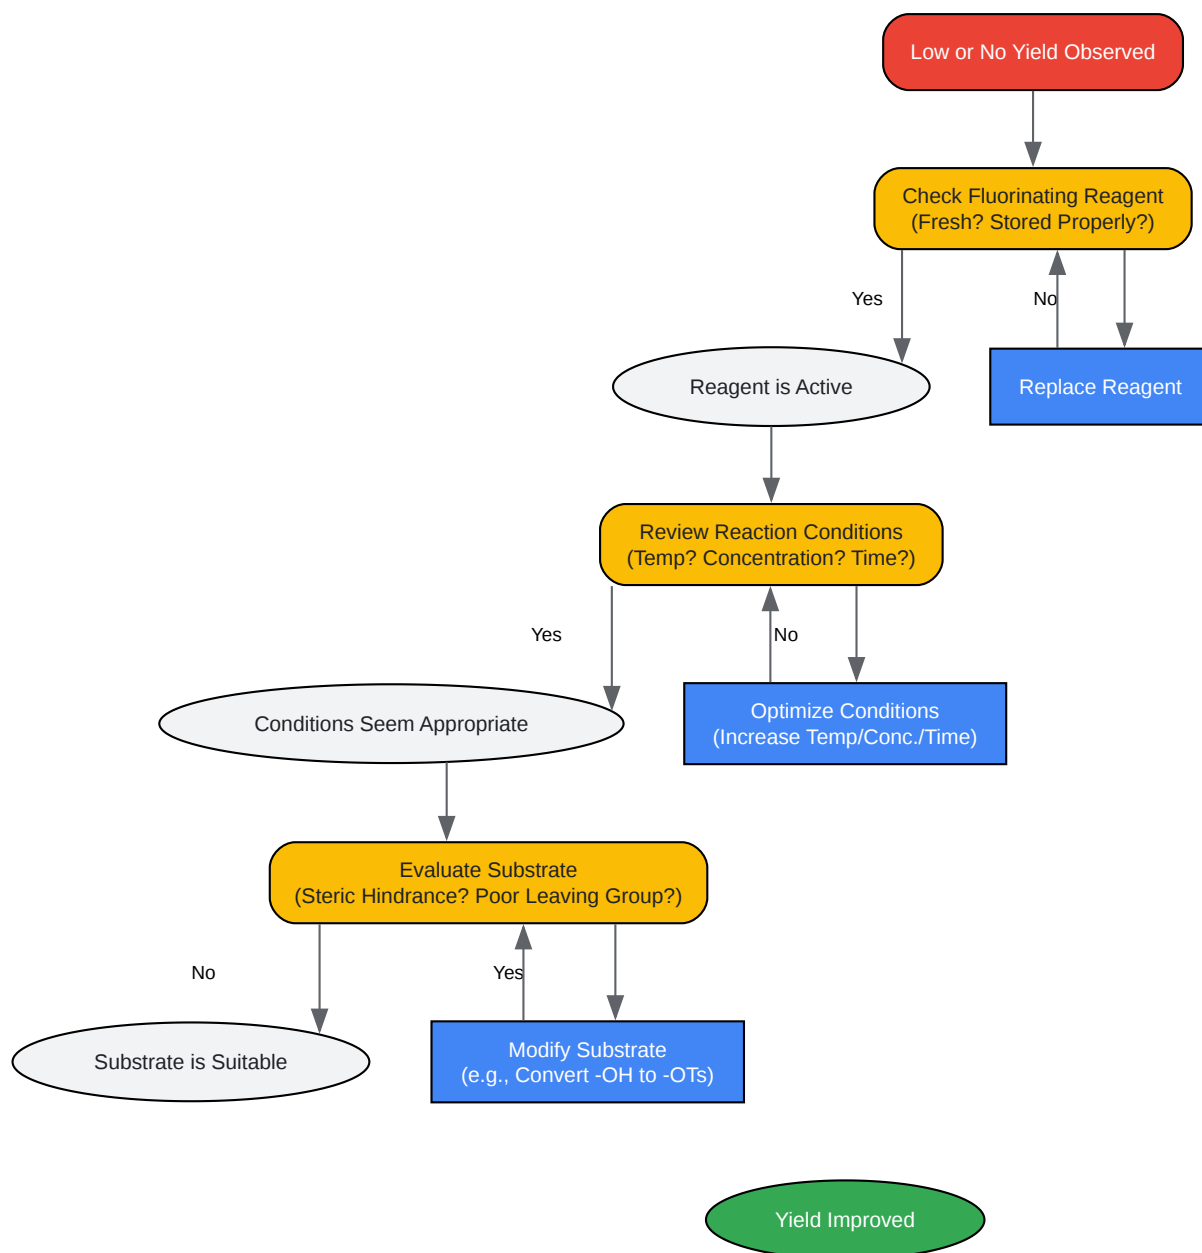 Low or No Yield Observed
Check Fluorinating Reagent
(Fresh? Stored Properly?)
Yes
No
Reagent is Active
Replace Reagent
Review Reaction Conditions
(Temp? Concentration? Time?)
Yes
No
Conditions Seem Appropriate
Optimize Conditions
(Increase Temp/Conc./Time)
Evaluate Substrate
(Steric Hindrance? Poor Leaving Group?)
No
Yes
Substrate is Suitable
Modify Substrate
(e.g., Convert -OH to -OTs)
Yield Improved